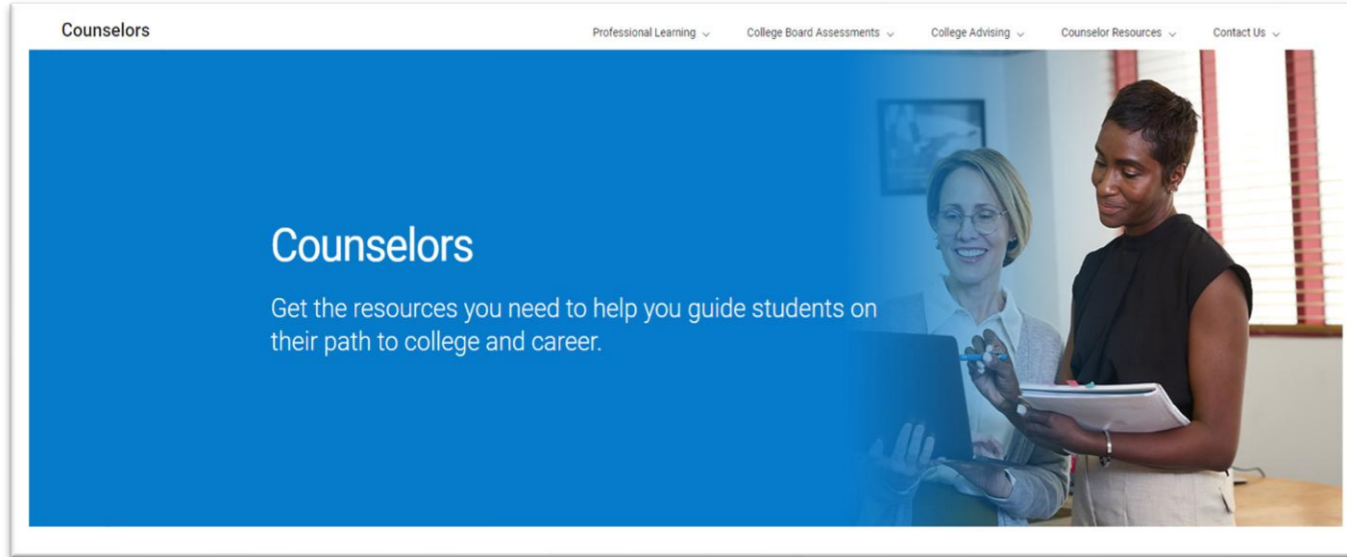 Counselors
Professional Learning
College Board Assessments
College Advising
Counselor Resources
Contact Us
Counselors
Get the resources you need to help you guide students on
their path to college and career.